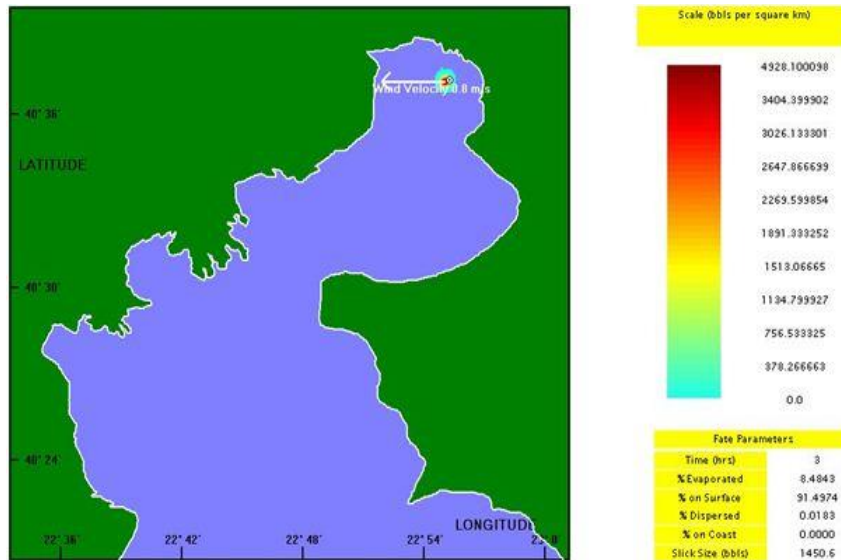 Scale (bbls per square km)
4928.100098
3404.399902
3026.133301
2647.866699
2269.599854
1891.333252
1513.06665
1134.799927
756.533325
378.266663
0.0
Wind Velocity 0.8 m/s
40° 36'
LATITUDE
40° 30'
40° 24'
LONGITUDE
22° 36' 22° 42' 22° 48' 22° 54' 23° 0'
Fate Parameters
Time (hrs) 3
% Evaporated 8.4843
% on Surface 91.4974
% Dispersed 0.0183
% on Coast 0.0000
Slick Size (bbls) 1450.6